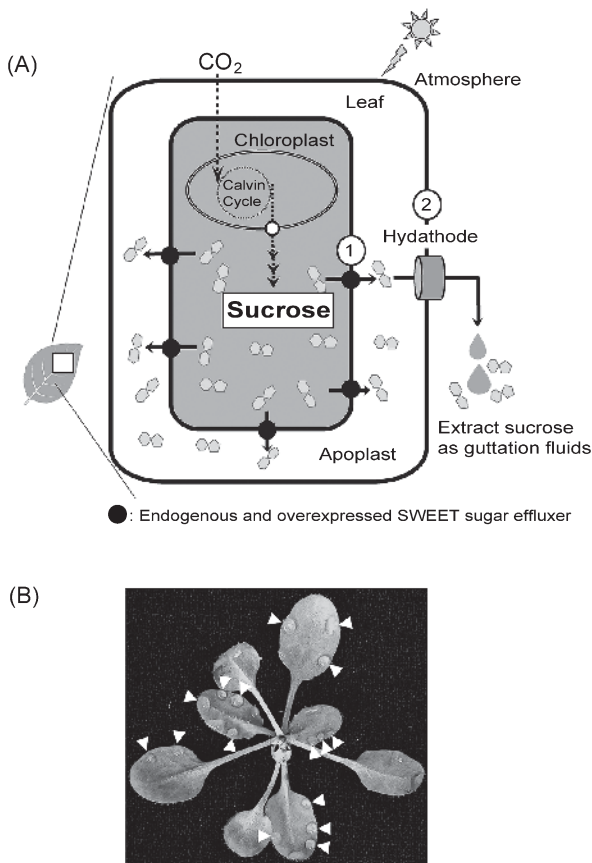 (A)
CO₂
Atmosphere
Leaf
Chloroplast
Calvin
Cycle
2
Hydathode
1
Sucrose
Extract sucrose
as guttation fluids
Apoplast
: Endogenous and overexpressed SWEET sugar effluxer
(B)